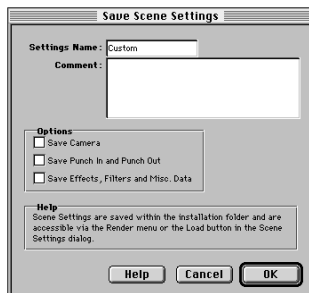 Save Scene Settings
Settings Name: Custom
Comment:
Options
Save Camera
Save Punch In and Punch Out
Save Effects, Filters and Misc. Data
Help
Scene Settings are saved within the installation folder and are
accessible via the Render menu or the Load button in the Scene
Settings dialog.
Help Cancel OK